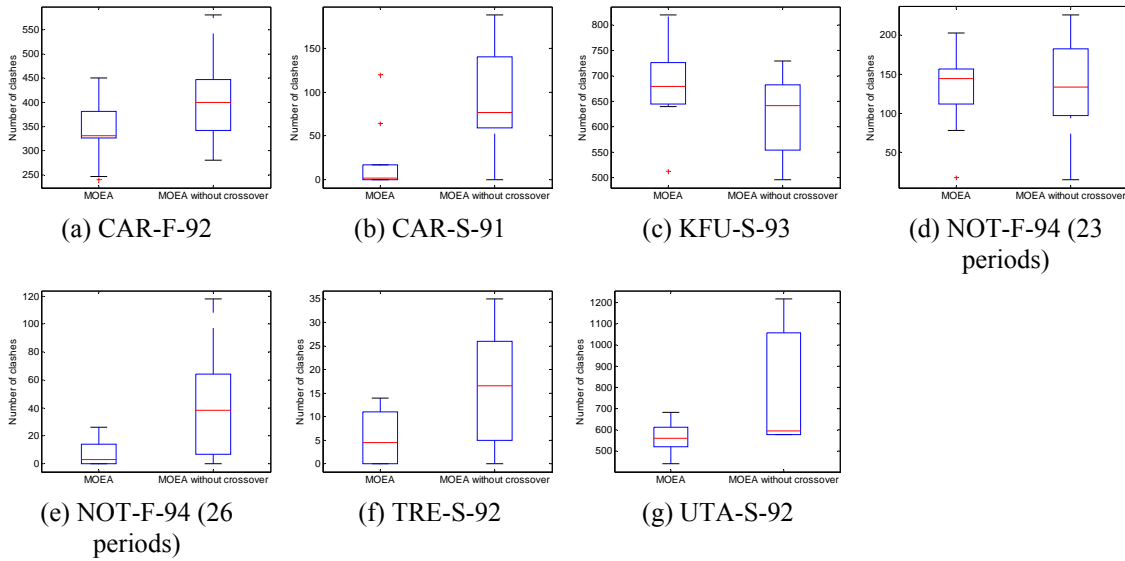 550
500
450
400
350
300
250
Number of clashes
MOEA MOEA without crossover
(a) CAR-F-92
150
100
50
0
Number of clashes
MOEA MOEA without crossover
(b) CAR-S-91
800
750
700
650
600
550
500
Number of clashes
MOEA MOEA without crossover
(c) KFU-S-93
200
150
100
50
Number of clashes
MOEA MOEA without crossover
(d) NOT-F-94 (23
periods)
120
100
80
60
40
20
0
Number of clashes
MOEA MOEA without crossover
(e) NOT-F-94 (26
periods)
35
30
25
20
15
10
5
0
Number of clashes
MOEA MOEA without crossover
(f) TRE-S-92
1200
1100
1000
900
800
700
600
500
Number of clashes
MOEA MOEA without crossover
(g) UTA-S-92